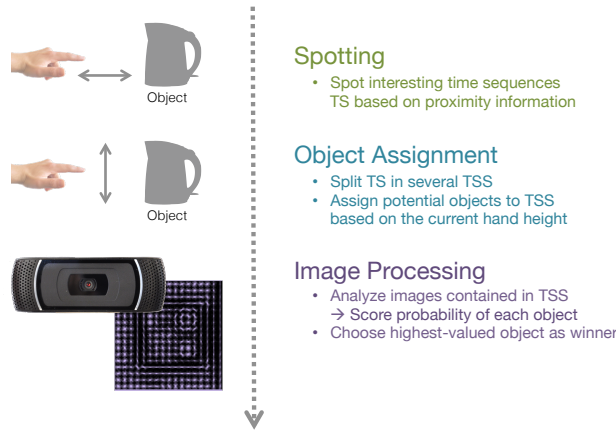 Object
Spotting
• Spot interesting time sequences
TS based on proximity information
Object
Object Assignment
• Split TS in several TSS
• Assign potential objects to TSS
based on the current hand height
Image Processing
• Analyze images contained in TSS
→ Score probability of each object
• Choose highest-valued object as winner